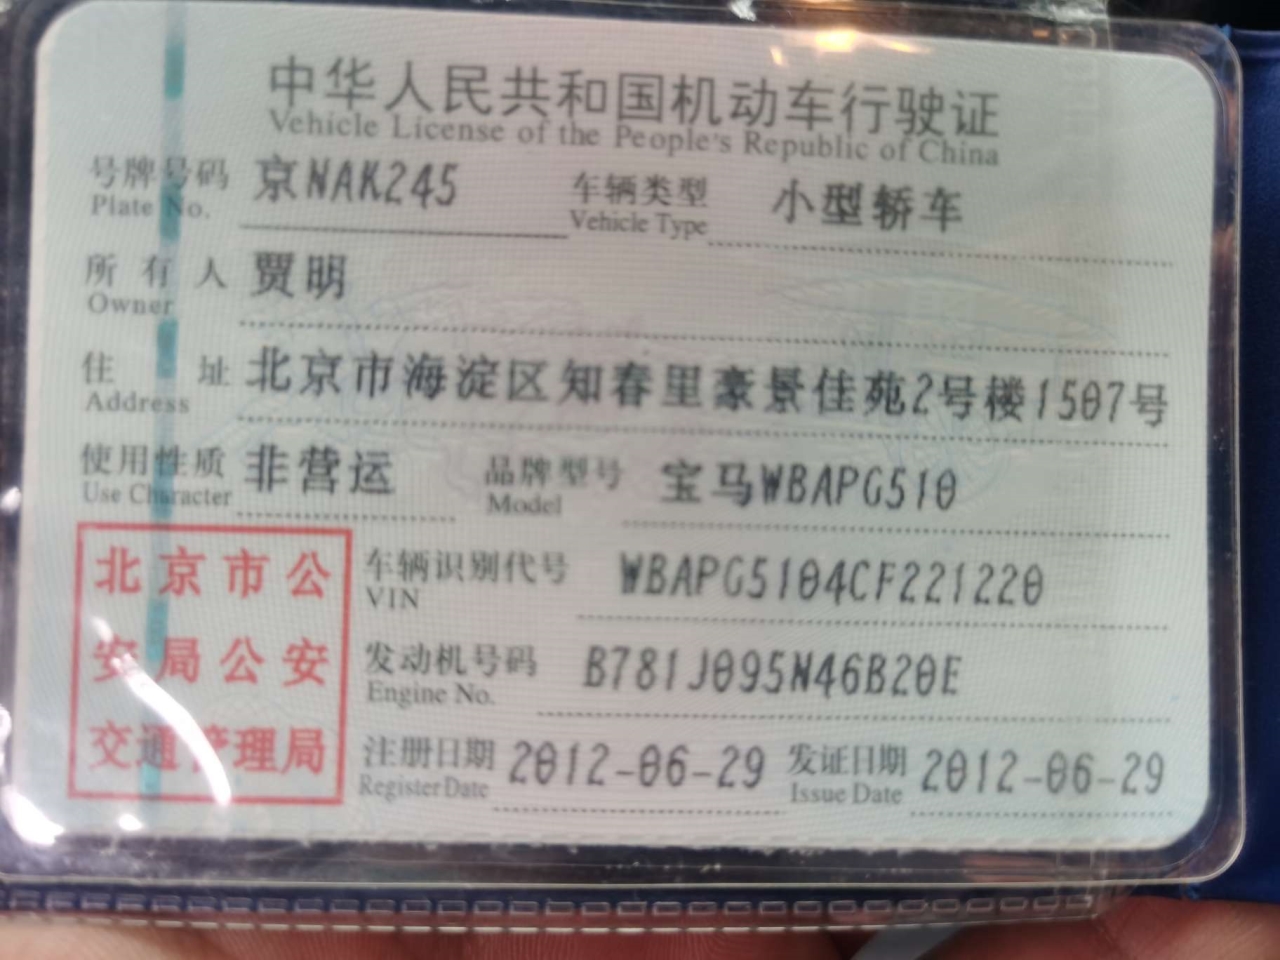 中华人民共和国机动车行驶证
Vehicle License of the People's Republic of China
号牌号码 京NAK245 车辆类型 小型轿车
Plate No. Vehicle Type
所有人 贾明
Owner
住址 北京市海淀区知春里豪景佳苑2号楼1507号
Address
使用性质 非营运 品牌型号 宝马WBAPG510
Use Character Model
北京市公
安局公安
交通管理局
车辆识别代号 WBAPG5104CF221220
VIN
发动机号码 B781J095N46B20E
Engine No.
注册日期 2012-06-29 发证日期 2012-06-29
Register Date Issue Date